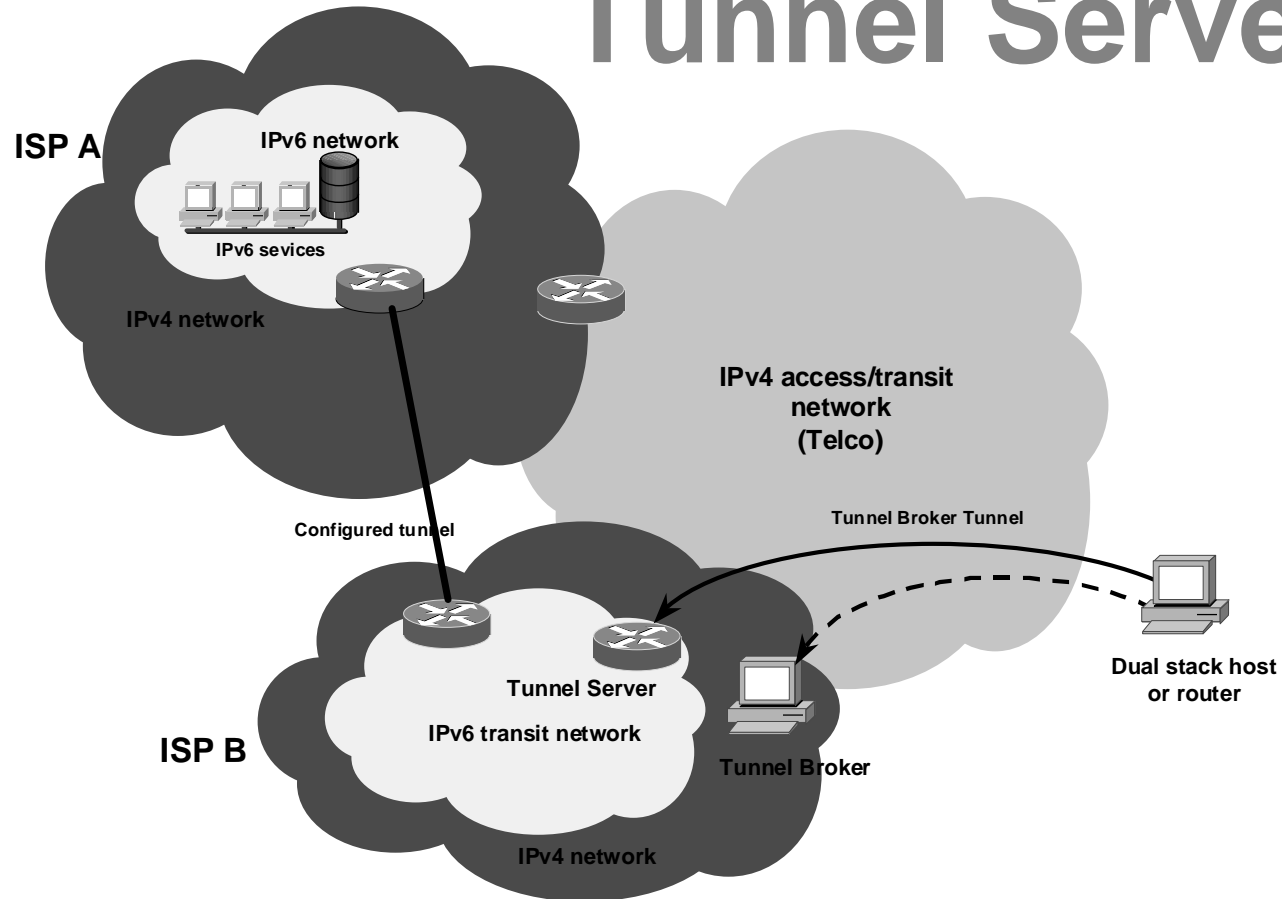 Tunnel Serve
ISP A
IPv6 network
IPv6 sevices
IPv4 network
IPv4 access/transit
network
(Telco)
Configured tunnel
Tunnel Broker Tunnel
Dual stack host
or router
Tunnel Server
IPv6 transit network
ISP B
Tunnel Broker
IPv4 network